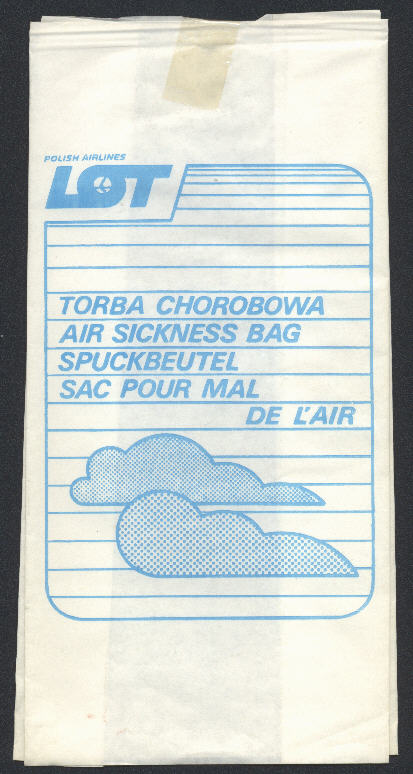 POLISH AIRLINES
LOT
TORBA CHOROBOWA
AIR SICKNESS BAG
SPUCKBEUTEL
SAC POUR MAL
DE L'AIR